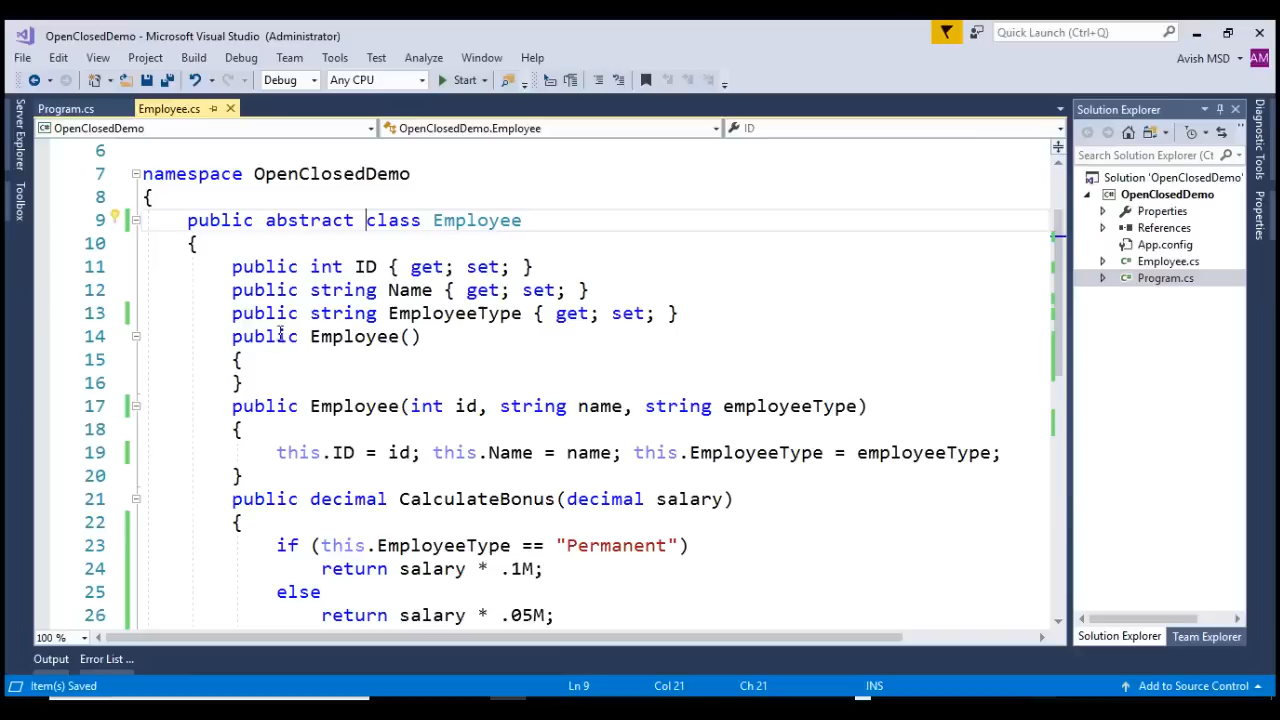 OpenClosedDemo - Microsoft Visual Studio (Administrator)
Quick Launch (Ctrl+Q)
File Edit View Project Build Debug Team Tools Test Analyze Window Help
Avish MSD AM
Debug Any CPU Start
Server Explorer
Toolbox
Program.cs Employee.cs
OpenClosedDemo OpenClosedDemo.Employee ID
6
7 namespace OpenClosedDemo
8 {
9 public abstract class Employee
10 {
11 public int ID { get; set; }
12 public string Name { get; set; }
13 public string EmployeeType { get; set; }
14 public Employee()
15 {
16 }
17 public Employee(int id, string name, string employeeType)
18 {
19 this.ID = id; this.Name = name; this.EmployeeType = employeeType;
20 }
21 public decimal CalculateBonus(decimal salary)
22 {
23 if (this.EmployeeType == "Permanent")
24 return salary * .1M;
25 else
26 return salary * .05M;
100 %
Solution Explorer
Search Solution Explorer (Ct
Solution 'OpenClosedDemo'
OpenClosedDemo
Properties
References
App.config
Employee.cs
Program.cs
Solution Explorer Team Explorer
Diagnostic Tools
Properties
Output Error List ...
Item(s) Saved Ln 9 Col 21 Ch 21 INS Add to Source Control